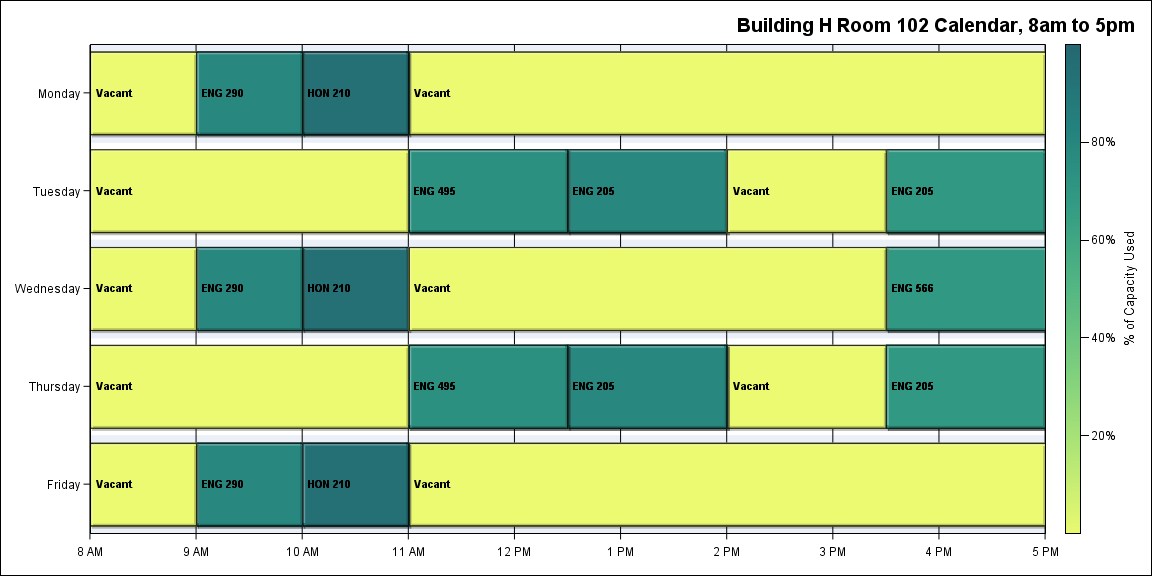 Building H Room 102 Calendar, 8am to 5pm
Monday
Vacant
ENG 290
HON 210
Vacant
Tuesday
Vacant
ENG 495
ENG 205
Vacant
ENG 205
Wednesday
Vacant
ENG 290
HON 210
Vacant
ENG 566
Thursday
Vacant
ENG 495
ENG 205
Vacant
ENG 205
Friday
Vacant
ENG 290
HON 210
Vacant
8 AM
9 AM
10 AM
11 AM
12 PM
1 PM
2 PM
3 PM
4 PM
5 PM
80%
60%
40%
20%
% of Capacity Used